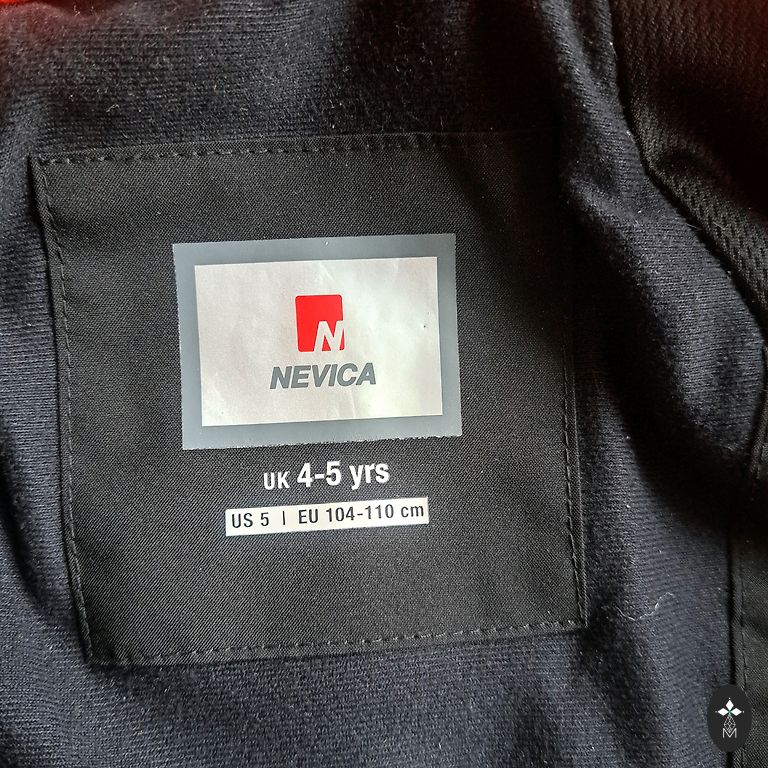 N
NEVICA
UK 4-5 yrs
US 5 | EU 104-110 cm
M